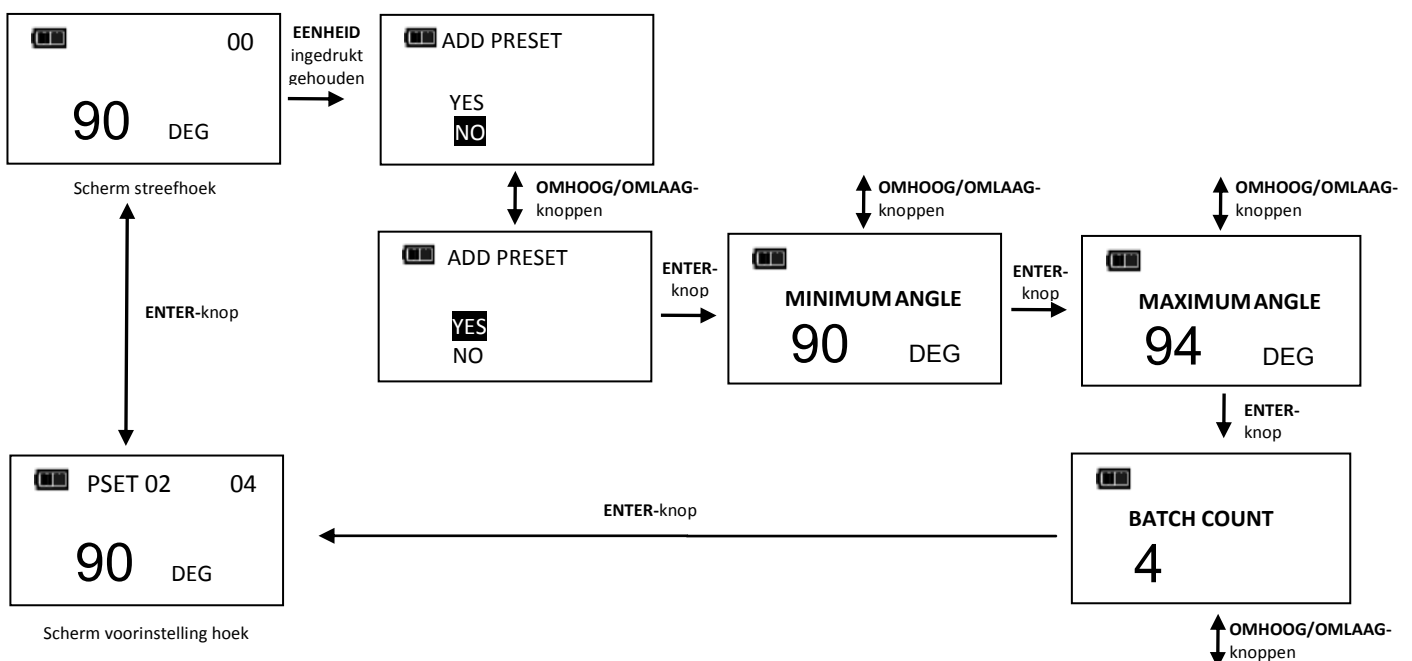 00
90 DEG
Scherm streefhoek
EENHEID
ingedrukt
gehouden
ADD PRESET
YES
NO
OMHOOG/OMLAAG-
knoppen
OMHOOG/OMLAAG-
knoppen
OMHOOG/OMLAAG-
knoppen
ADD PRESET
YES
NO
ENTER-
knop
MINIMUM ANGLE
90 DEG
ENTER-
knop
MAXIMUM ANGLE
94 DEG
ENTER-
knop
ENTER-knop
BATCH COUNT
4
OMHOOG/OMLAAG-
knoppen
ENTER-knop
PSET 02 04
90 DEG
Scherm voorinstelling hoek